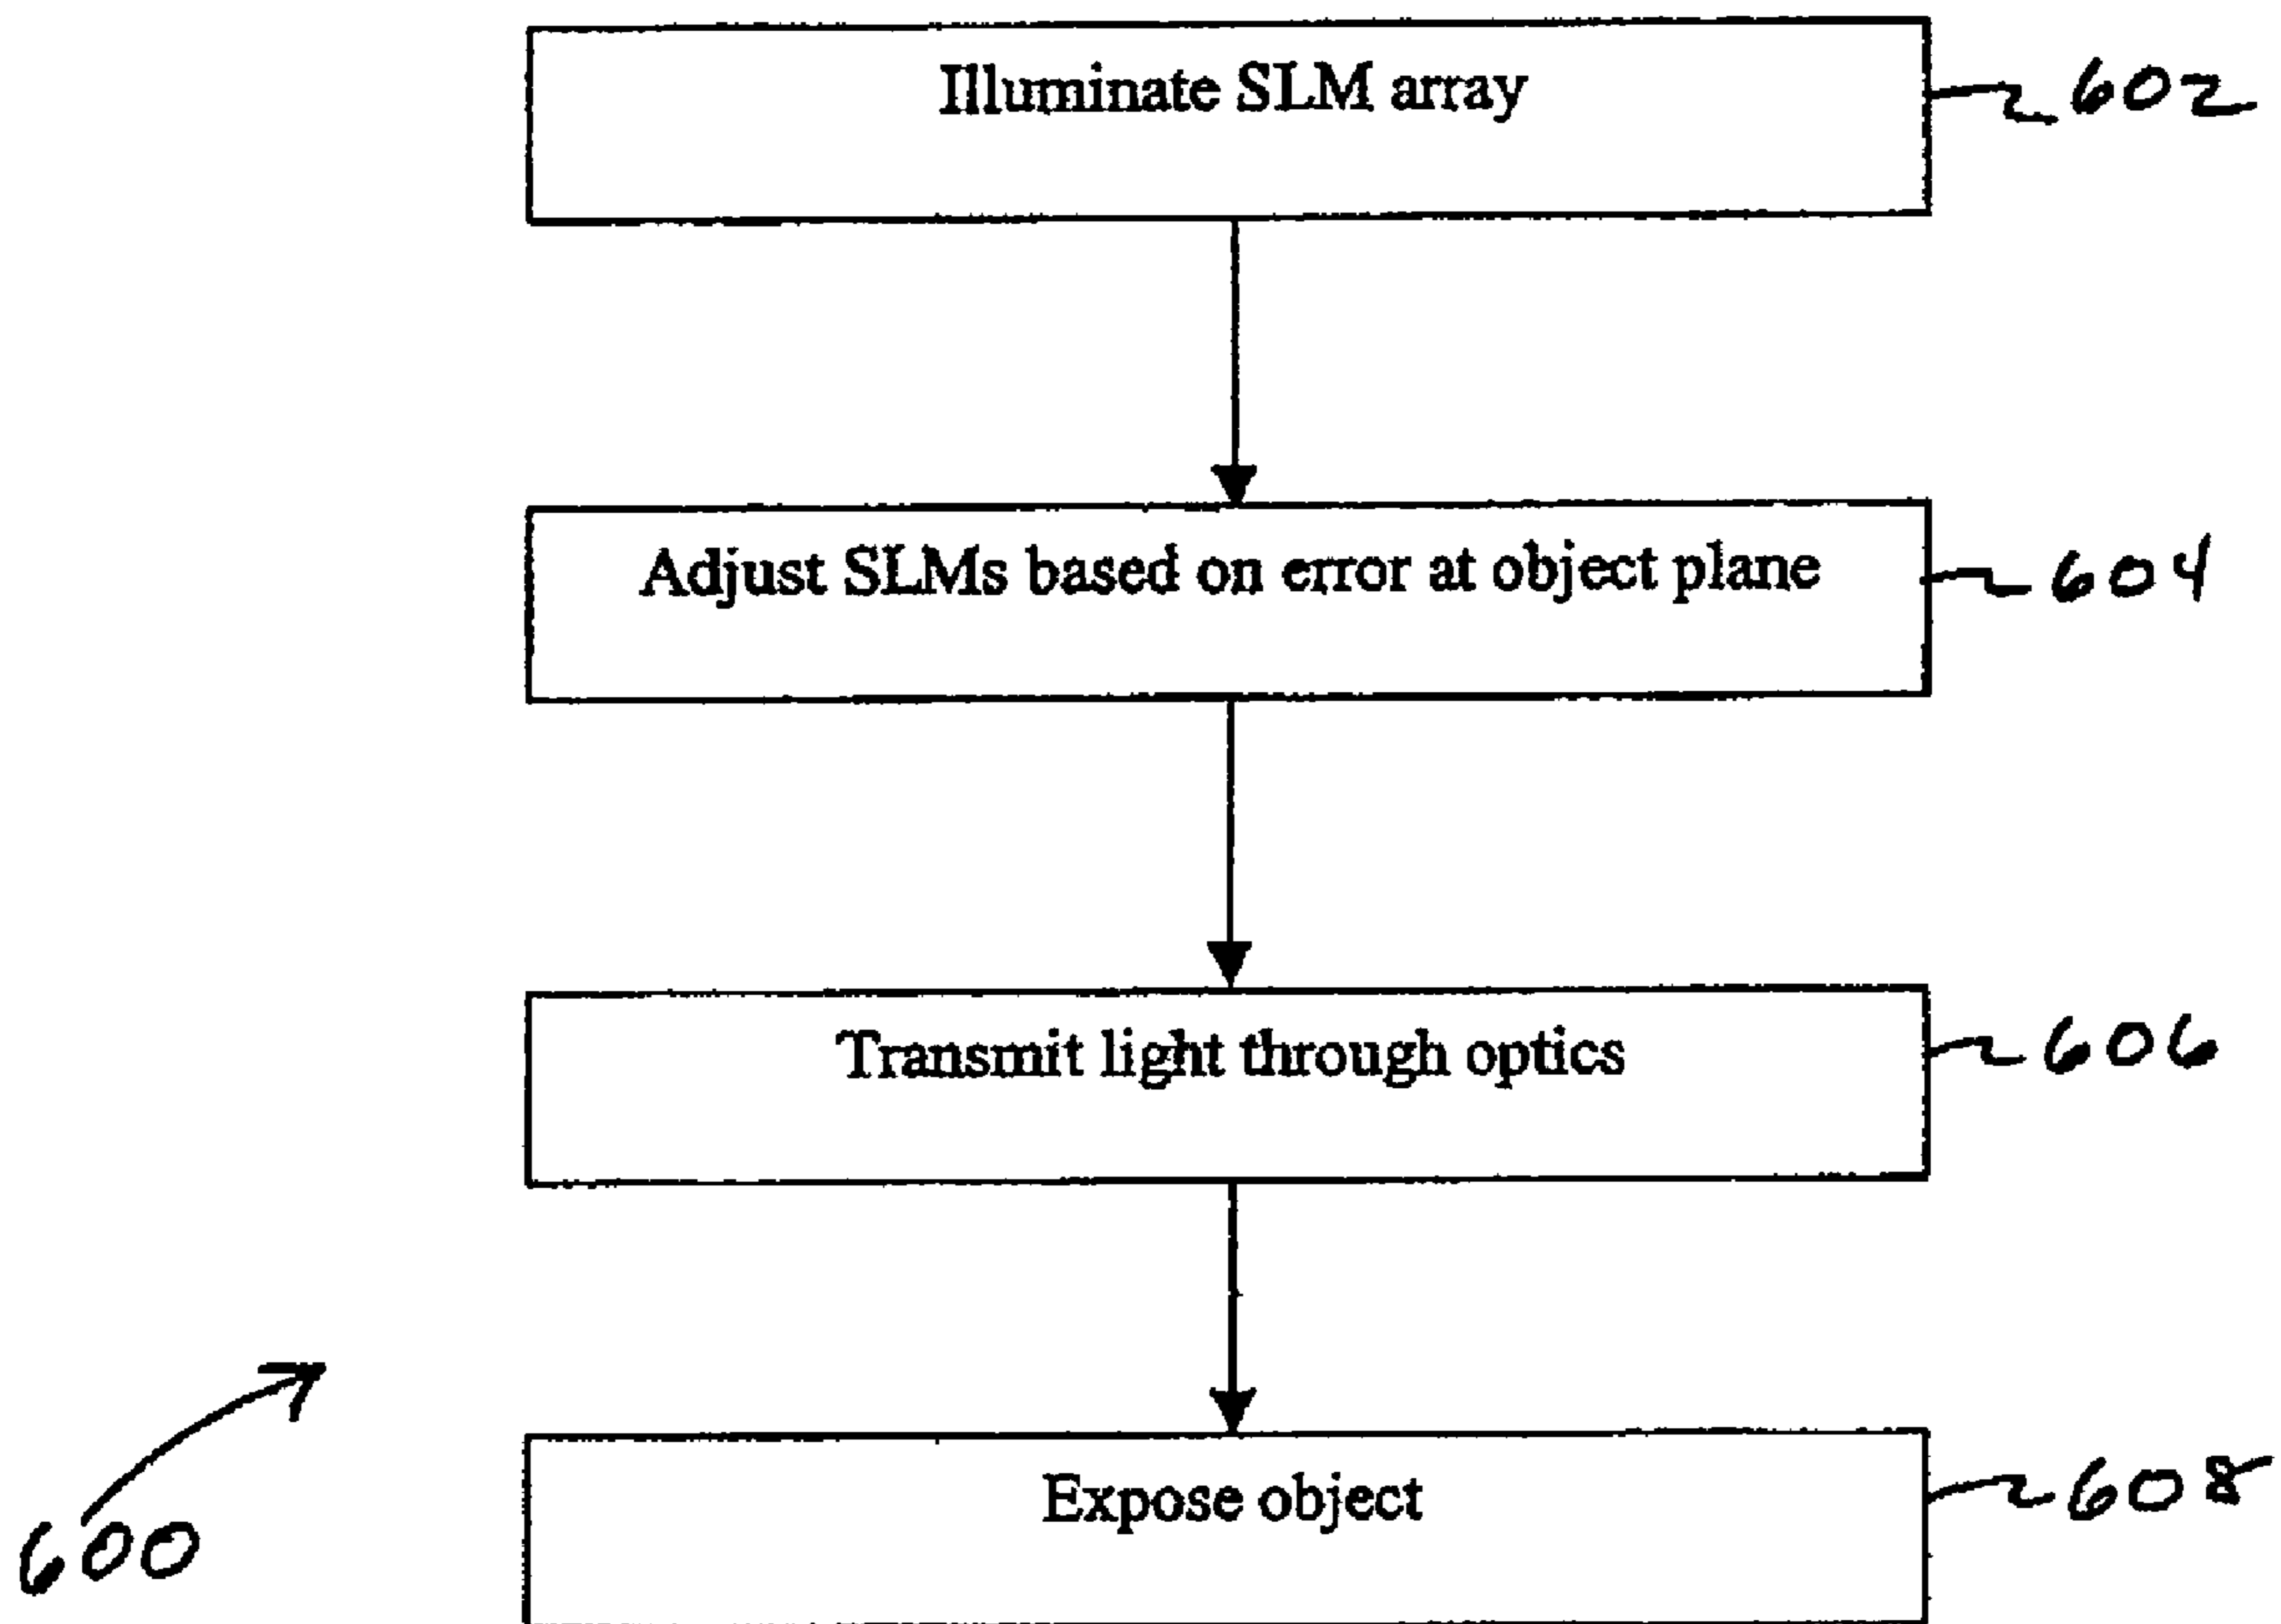 Illuminate SLM array
602
Adjust SLMs based on error at object plane
604
Transmit light through optics
606
Expose object
608
600